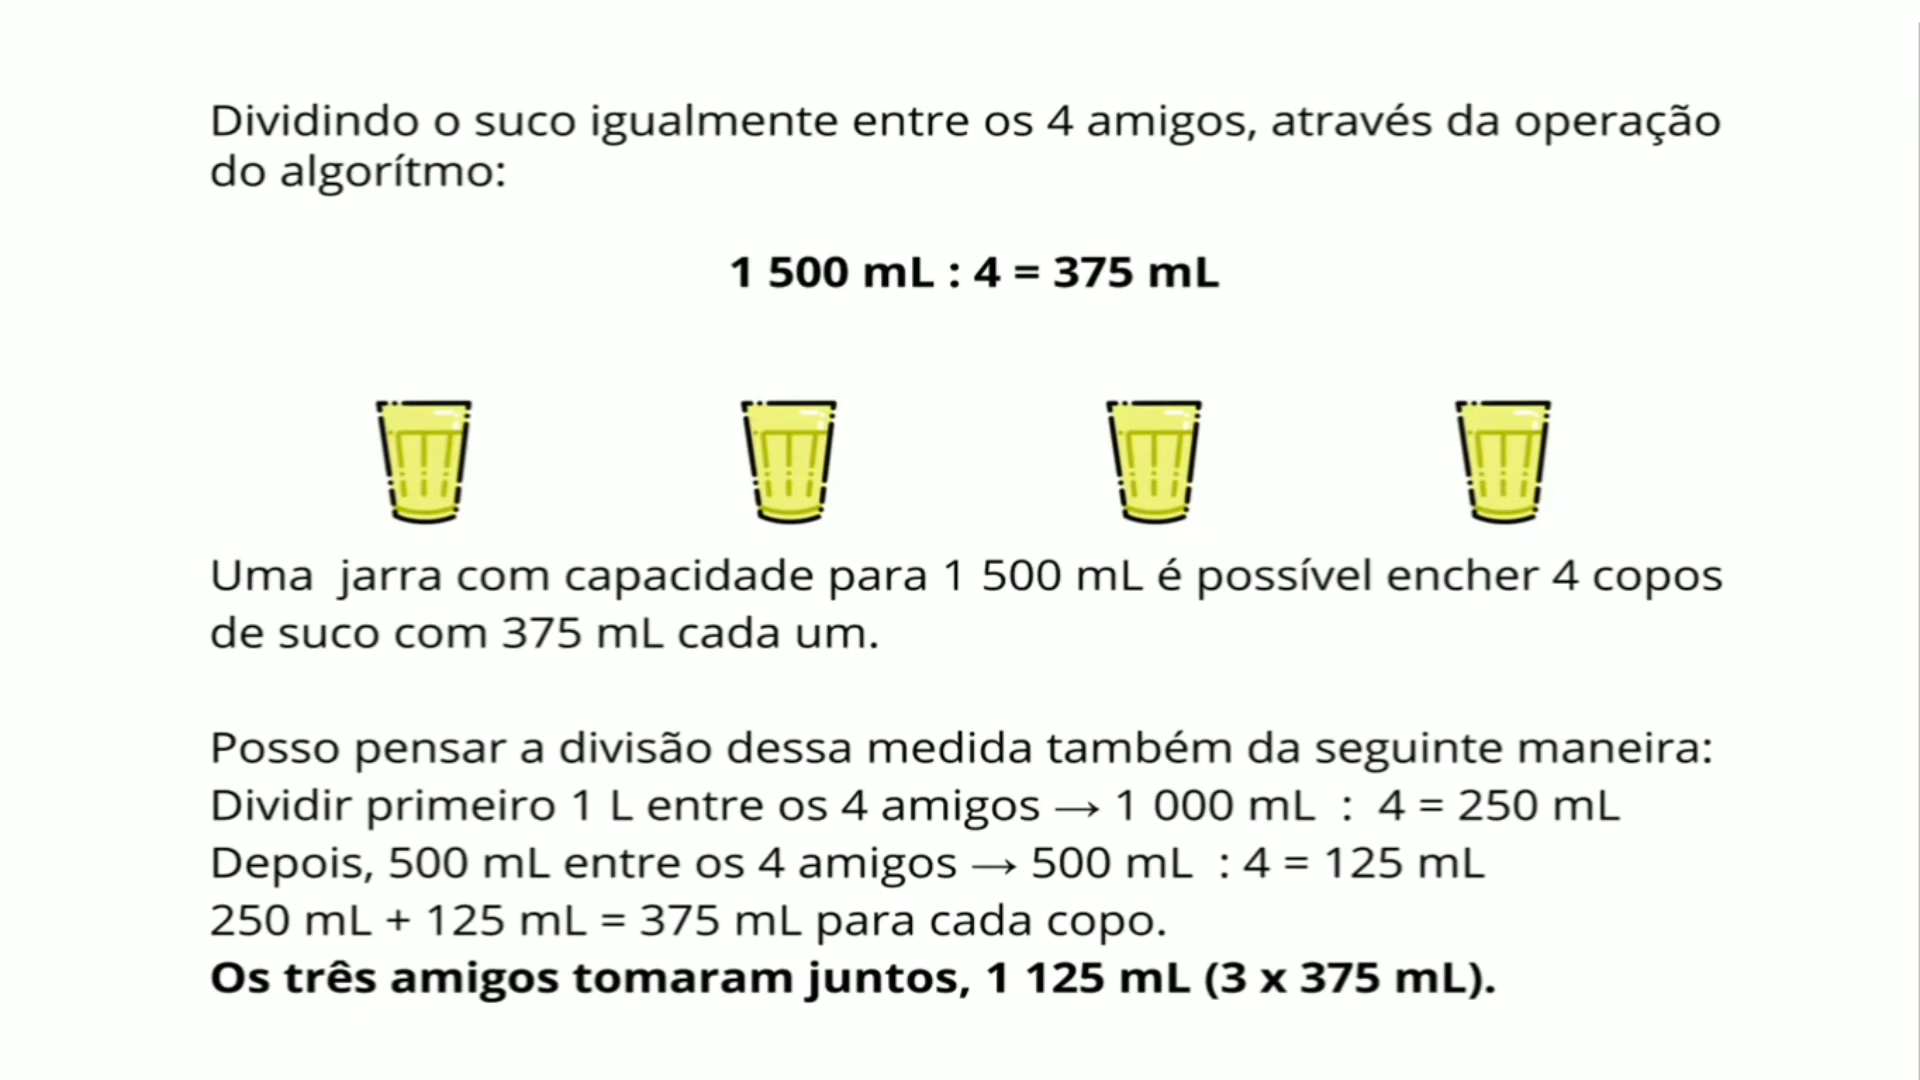 Dividindo o suco igualmente entre os 4 amigos, através da operação
do algorítmo:
1 500 mL : 4 = 375 mL
Uma  jarra com capacidade para 1 500 mL é possível encher 4 copos
de suco com 375 mL cada um.
Posso pensar a divisão dessa medida também da seguinte maneira:
Dividir primeiro 1 L entre os 4 amigos → 1 000 mL  :  4 = 250 mL
Depois, 500 mL entre os 4 amigos → 500 mL  : 4 = 125 mL
250 mL + 125 mL = 375 mL para cada copo.
Os três amigos tomaram juntos, 1 125 mL (3 x 375 mL).